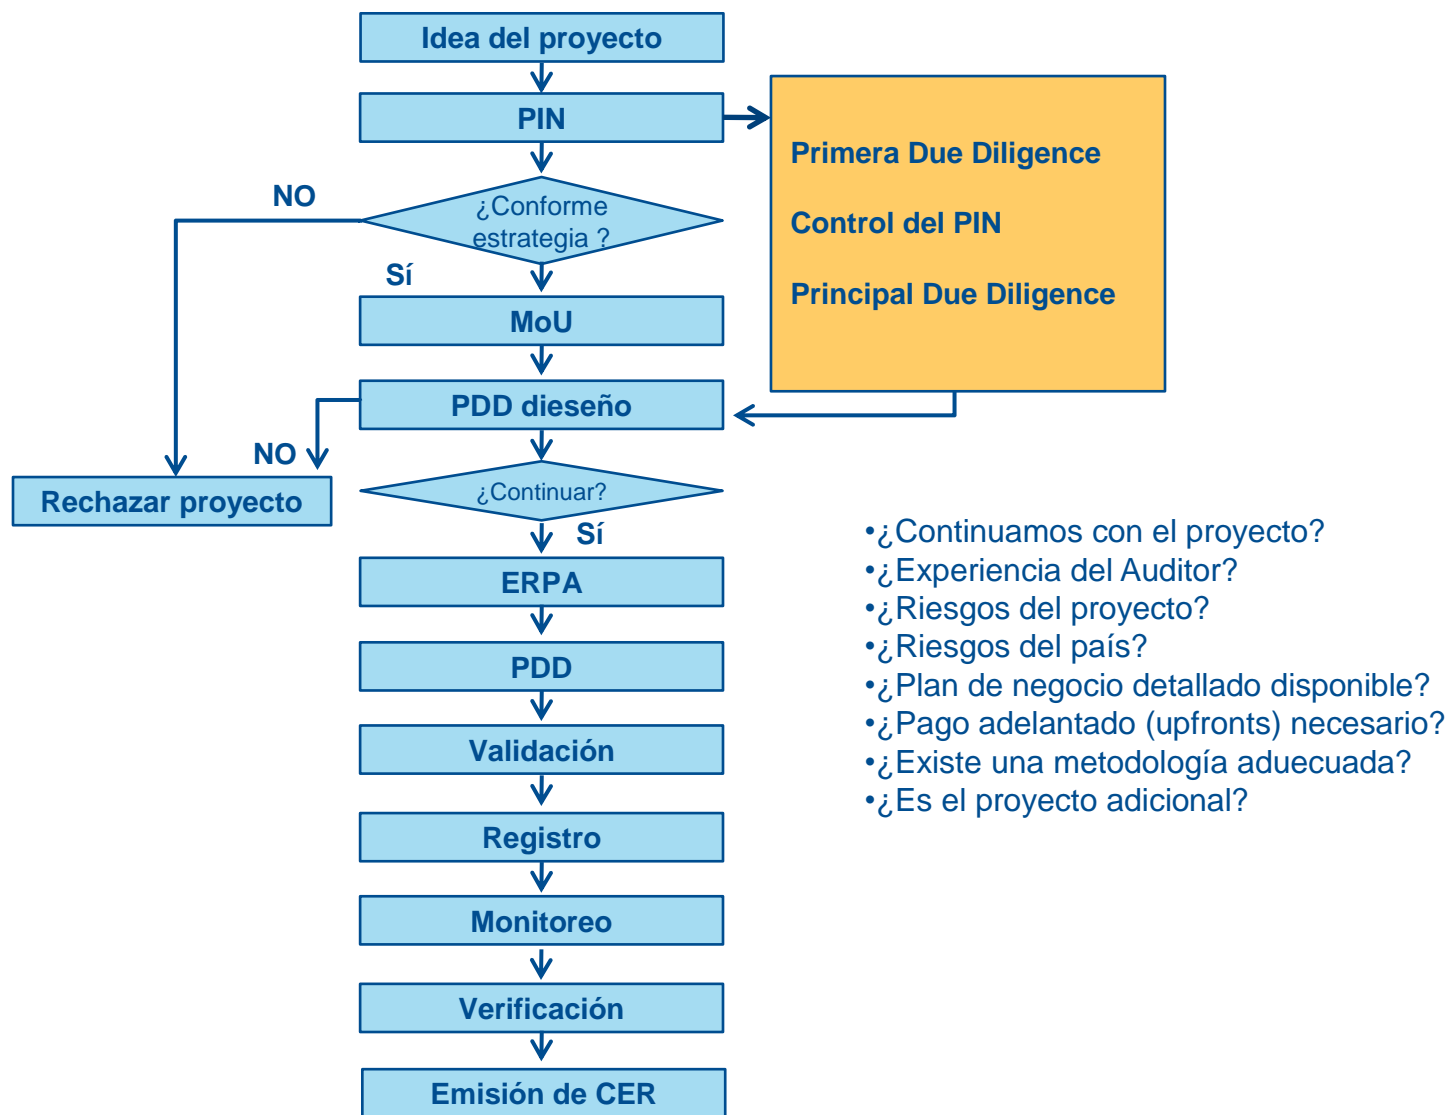 Idea del proyecto
PIN
Primera Due Diligence
Control del PIN
Principal Due Diligence
NO
¿Conforme
estrategia ?
Sí
MoU
PDD dieseño
NO
Rechazar proyecto
¿Continuar?
Sí
ERPA
PDD
Validación
Registro
Monitoreo
Verificación
Emisión de CER
•¿Continuamos con el proyecto?
•¿Experiencia del Auditor?
•¿Riesgos del proyecto?
•¿Riesgos del país?
•¿Plan de negocio detallado disponible?
•¿Pago adelantado (upfronts) necesario?
•¿Existe una metodología aduecuada?
•¿Es el proyecto adicional?